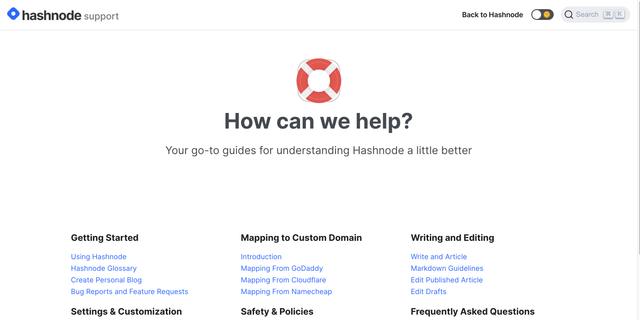 hashnode support
Back to Hashnode
Search ⌘ K
How can we help?
Your go-to guides for understanding Hashnode a little better
Getting Started
Using Hashnode
Hashnode Glossary
Create Personal Blog
Bug Reports and Feature Requests
Mapping to Custom Domain
Introduction
Mapping From GoDaddy
Mapping From Cloudflare
Mapping From Namecheap
Writing and Editing
Write and Article
Markdown Guidelines
Edit Published Article
Edit Drafts
Settings & Customization
Safety & Policies
Frequently Asked Questions